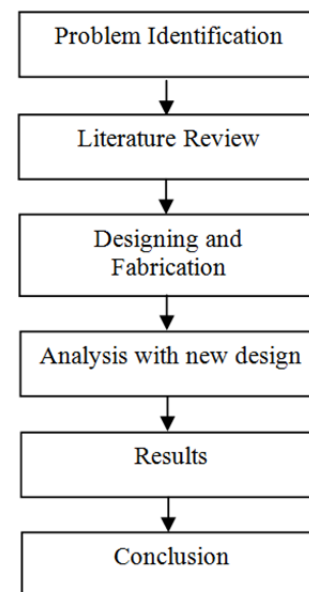 Problem Identification
Literature Review
Designing and
Fabrication
Analysis with new design
Results
Conclusion